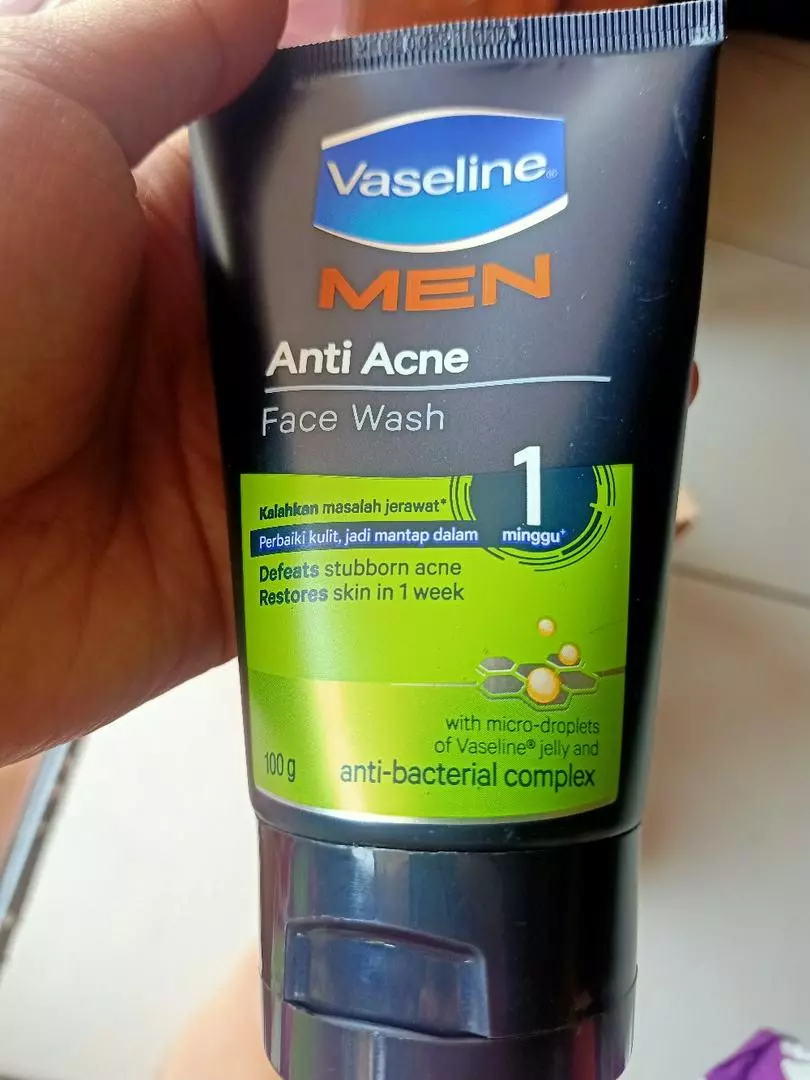 Vaseline®
MEN
Anti Acne
Face Wash
Kalahkan masalah jerawat*
Perbaiki kulit, jadi mantap dalam
1
minggu+
Defeats stubborn acne
Restores skin in 1 week
with micro-droplets
of Vaseline® jelly and
anti-bacterial complex
100 g